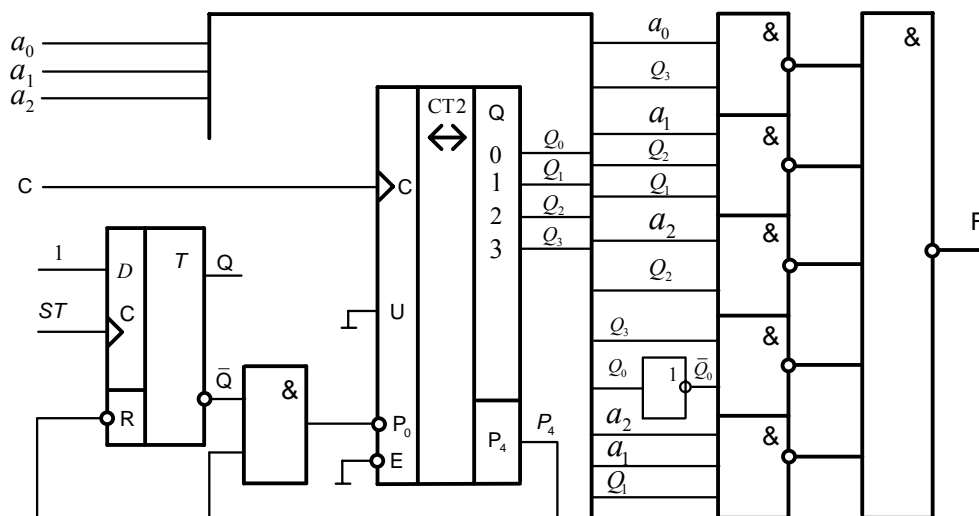 a₀
a₁
a₂
C
1
ST
D
C
R
T
Q
Q̄
&
C
U
P₀
E
CT2
Q
0
1
2
3
P₄
Q₀
Q₁
Q₂
Q₃
P₄
a₀
Q₃
a₁
Q₂
Q₁
a₂
Q₂
Q₃
Q₀
1
Q̄₀
a₂
a₁
Q₁
&
&
&
&
&
&